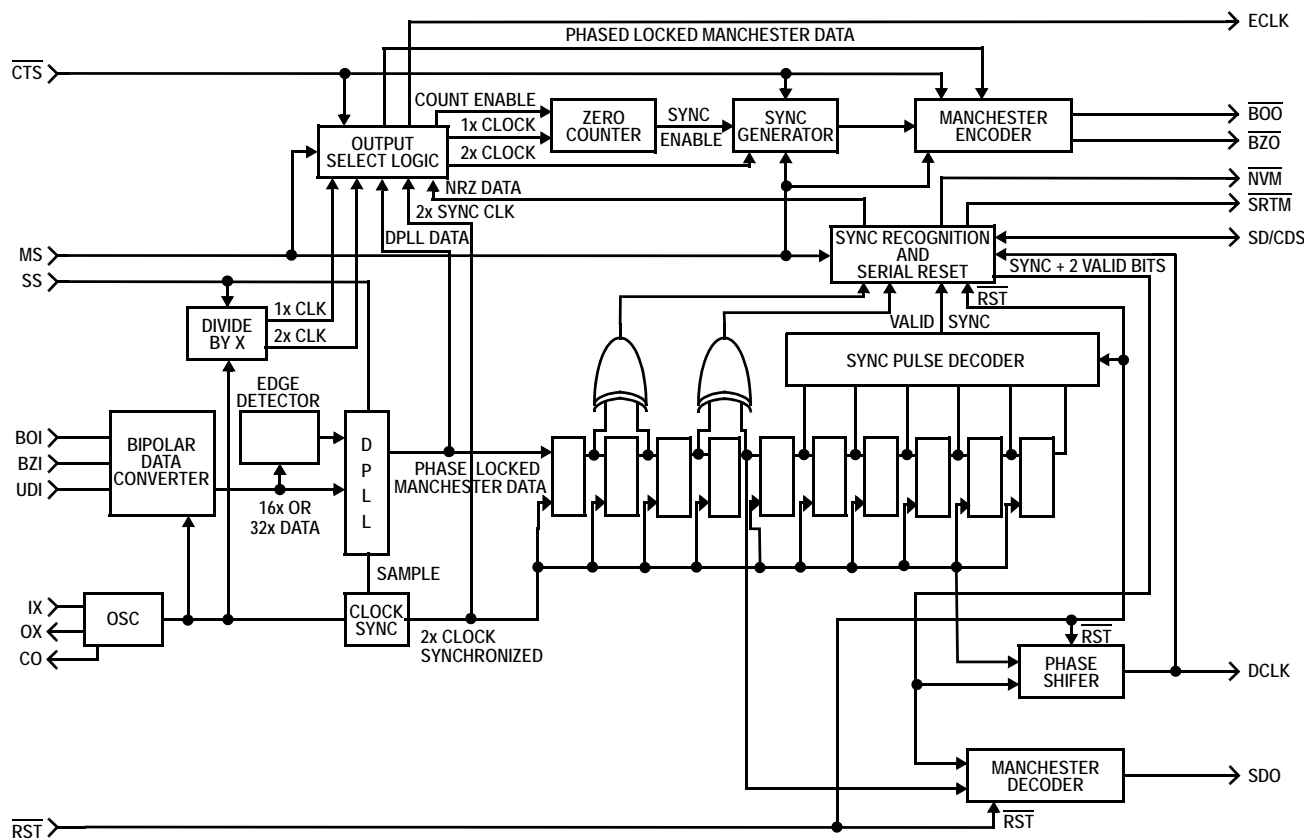 ECLK
PHASED LOCKED MANCHESTER DATA
CTS
COUNT ENABLE
1x CLOCK
2x CLOCK
OUTPUT
SELECT LOGIC
ZERO
COUNTER
SYNC
ENABLE
SYNC
GENERATOR
MANCHESTER
ENCODER
BOO
BZO
NVM
SRTM
SD/CDS
NRZ DATA
2x SYNC CLK
DPLL DATA
MS
SS
SYNC RECOGNITION
AND
SERIAL RESET
SYNC + 2 VALID BITS
RST
VALID
SYNC
DIVIDE
BY X
1x CLK
2x CLK
SYNC PULSE DECODER
EDGE
DETECTOR
BOI
BZI
UDI
BIPOLAR
DATA
CONVERTER
16x OR
32x DATA
D
P
L
L
PHASE LOCKED
MANCHESTER DATA
SAMPLE
IX
OX
CO
OSC
CLOCK
SYNC
2x CLOCK
SYNCHRONIZED
RST
PHASE
SHIFER
DCLK
MANCHESTER
DECODER
SDO
RST
RST